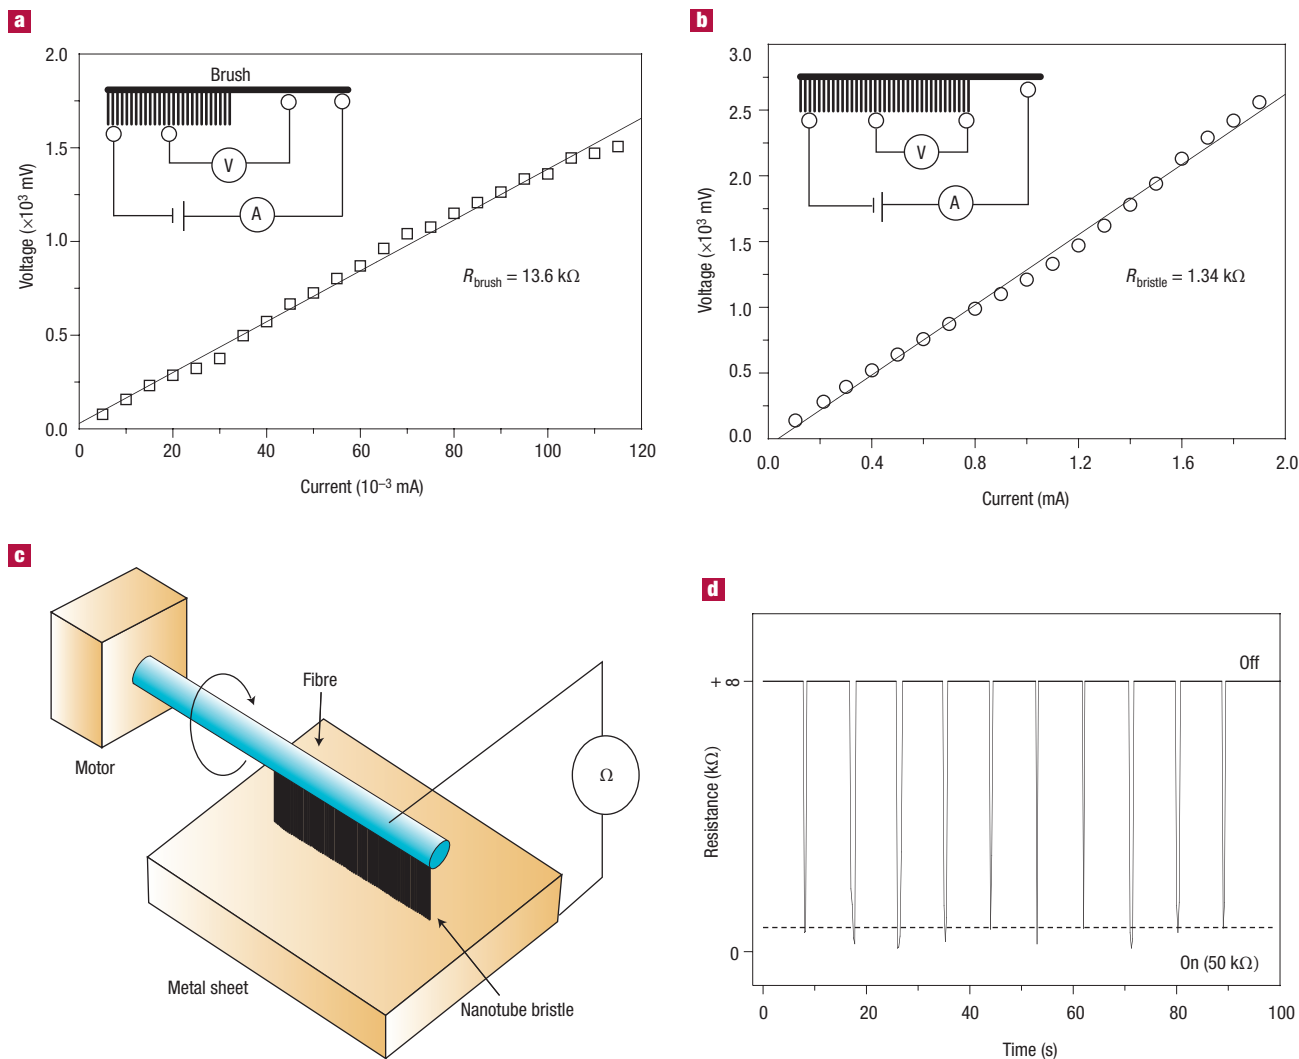 a
2.0
1.5
1.0
0.5
0.0
Voltage (×10³ mV)
Brush
V
A
R brush = 13.6 kΩ
0 20 40 60 80 100 120
Current (10⁻³ mA)
b
3.0
2.5
2.0
1.5
1.0
0.5
0.0
Voltage (×10³ mV)
V
A
R bristle = 1.34 kΩ
0.0 0.4 0.8 1.2 1.6 2.0
Current (mA)
c
Motor
Fibre
Ω
Metal sheet
Nanotube bristle
d
+∞
0
Resistance (kΩ)
Off
On (50 kΩ)
0 20 40 60 80 100
Time (s)